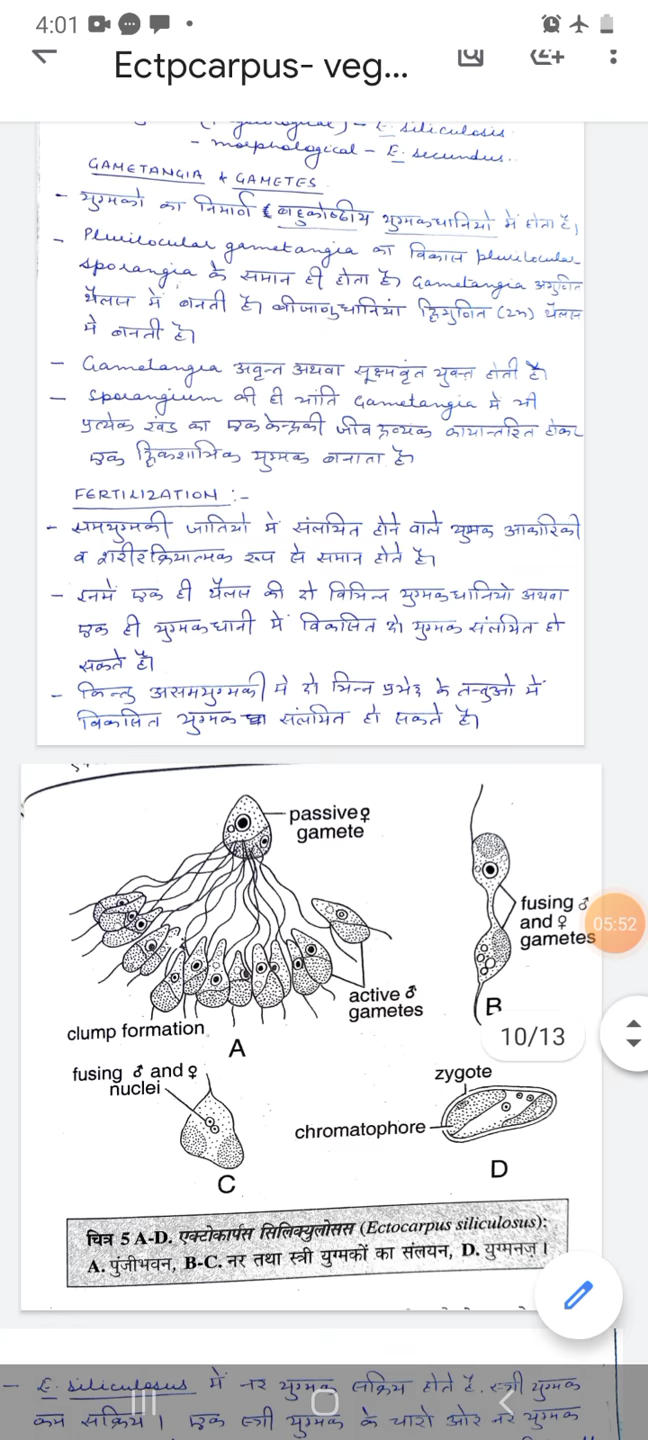 4:01
Ectpcarpus- veg...
siliculosis
- morphological - E. secundus..
GAMETANGIA & GAMETES
- युग्मको का निर्माण बहुकोष्ठीय युग्मकधानियो में होता है।
- Plurilocular gametangia का विकास plurilocular
sporangia के समान ही होता है। Gametangia अगुणित
थैलस में बनती है। बीजाणुधानियां द्विगुणित (2n) थैलस
मे बनती है।
- Gametangia अवृन्त अथवा सूक्ष्मवृंत युक्त होती है
- sporangium की ही भांति Gametangia में भी
प्रत्येक खंड का एककेन्द्रकी जीव द्रव्यक कायान्तरित होकर
एक द्विकशाभिक युग्मक बनाता है
FERTILIZATION :-
- समयुग्मकी जातियो मे संलयित होने वाले युग्मक आकारिकी
व शरीरक्रियात्मक रूप से समान होते है।
- इनमे एक ही थैलस की दो विभिन्न युग्मकधानियो अथवा
एक ही युग्मकधानी में विकसित दो युग्मक संलयित हो
सकते है।
- किन्तु असमयुग्मकी मे दो भिन्न प्रभेद के तन्तुओ में
विकसित युग्मक संलयित हो सकते है।
passive♀
gamete
fusing ♂
and ♀
gametes
05:52
active ♂
gametes
clump formation
A
B
10/13
fusing ♂ and ♀
nuclei
zygote
chromatophore
C
D
चित्र 5 A-D. एक्टोकार्पस सिलिक्युलोसस (Ectocarpus siliculosus):
A. पुंजीभवन, B-C. नर तथा स्त्री युग्मकों का संलयन, D. युग्मनज़।
- E. siliculosus में नर युग्मक सक्रिय होते है. स्त्री युग्मक
कम सक्रिय। एक स्त्री युग्मक के चारो ओर नर युग्मक